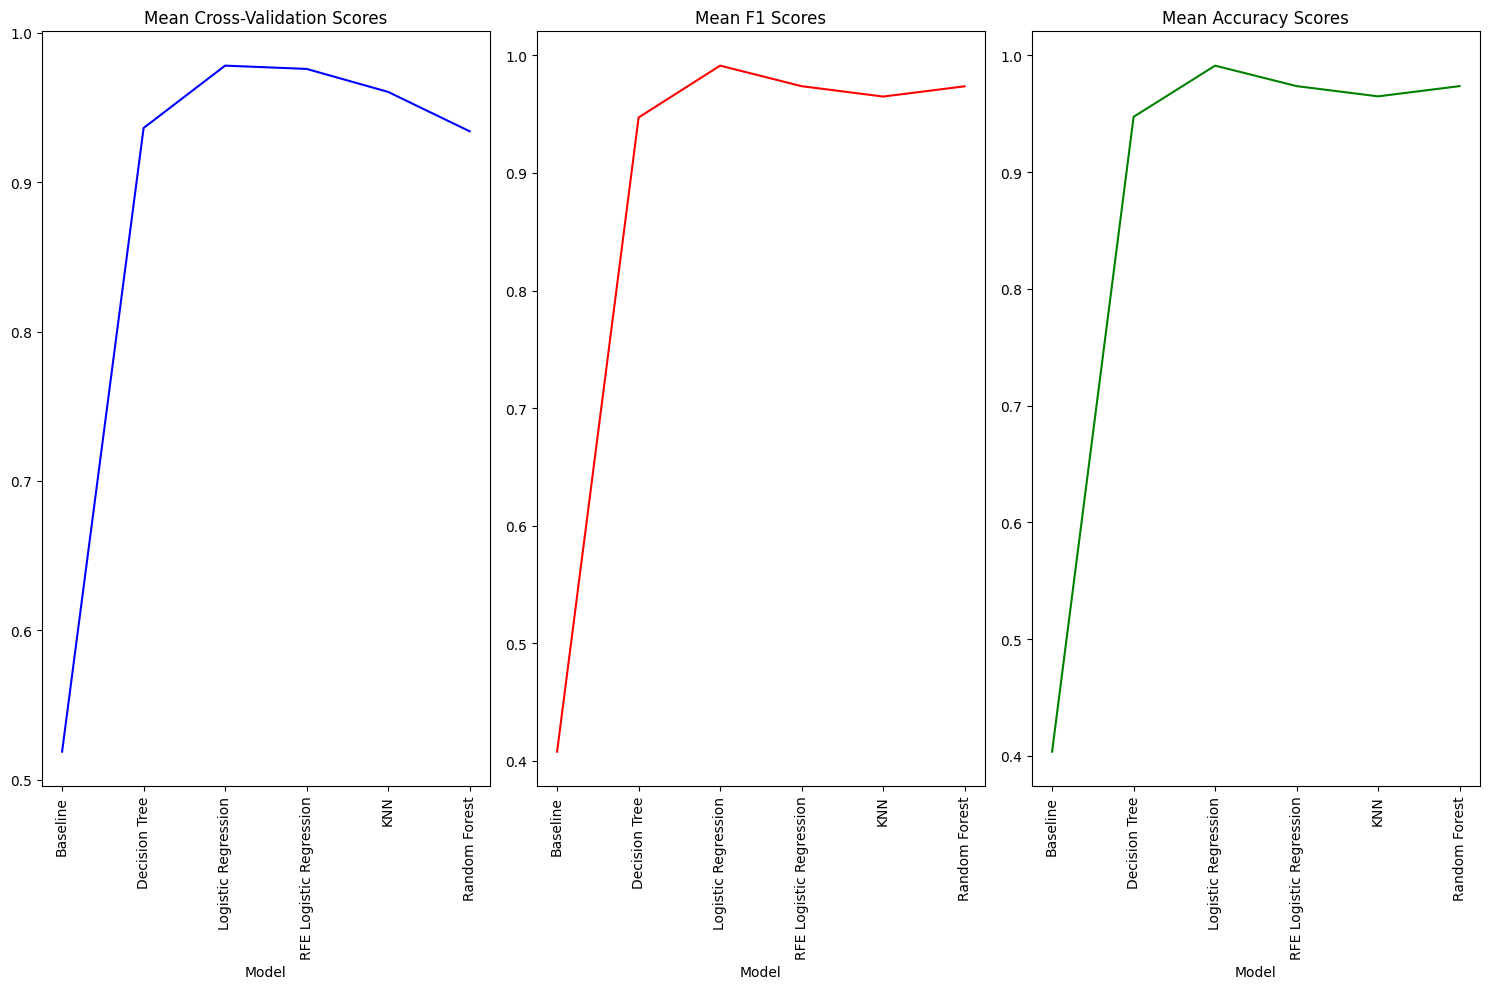 Mean Cross-Validation Scores
1.0
0.9
0.8
0.7
0.6
0.5
Baseline
Decision Tree
Logistic Regression
RFE Logistic Regression
KNN
Random Forest
Model
Mean F1 Scores
1.0
0.9
0.8
0.7
0.6
0.5
0.4
Baseline
Decision Tree
Logistic Regression
RFE Logistic Regression
KNN
Random Forest
Model
Mean Accuracy Scores
1.0
0.9
0.8
0.7
0.6
0.5
0.4
Baseline
Decision Tree
Logistic Regression
RFE Logistic Regression
KNN
Random Forest
Model